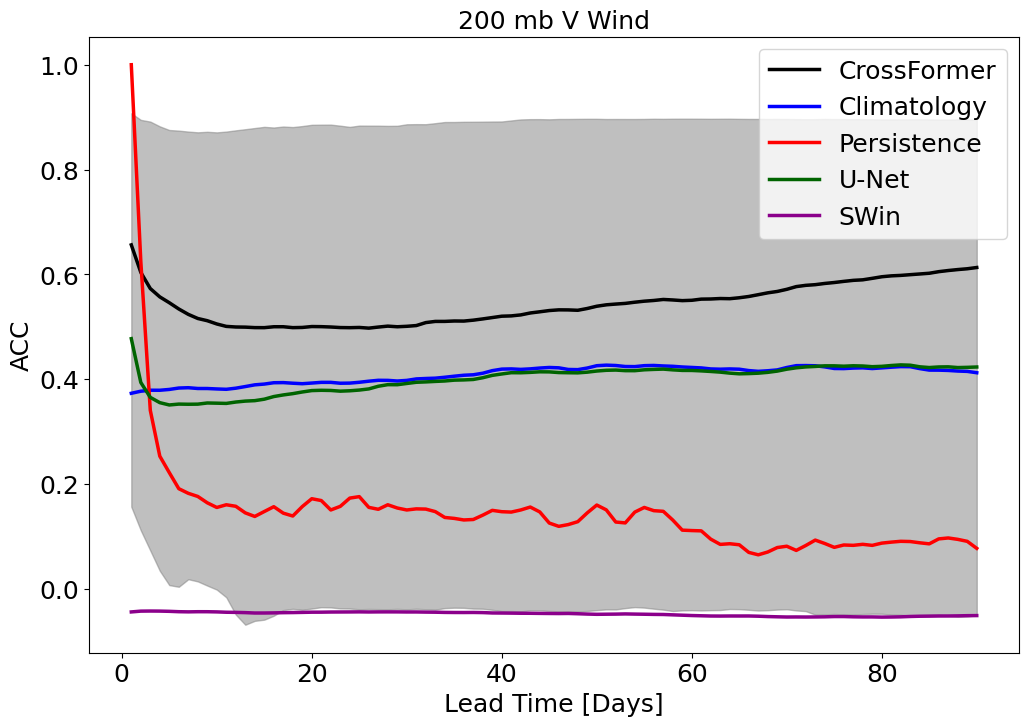 200 mb V Wind
CrossFormer
Climatology
Persistence
U-Net
SWin
ACC
1.0
0.8
0.6
0.4
0.2
0.0
0 20 40 60 80
Lead Time [Days]